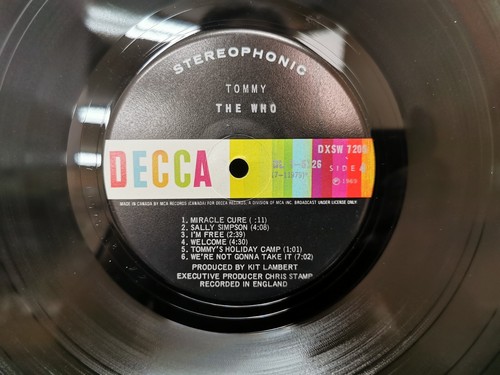 STEREOPHONIC
TOMMY
THE WHO
DECCA
DXSW
SIDE
℗ 1969
MADE IN CANADA BY MCA RECORDS (CANADA) FOR DECCA RECORDS, A DIVISION OF MCA INC. BROADCAST UNDER LICENSE ONLY.
1. MIRACLE CURE ( :11)
2. SALLY SIMPSON (4:08)
3. I'M FREE (2:39)
4. WELCOME (4:30)
5. TOMMY'S HOLIDAY CAMP (1:01)
6. WE'RE NOT GONNA TAKE IT (7:02)
PRODUCED BY KIT LAMBERT
EXECUTIVE PRODUCER CHRIS STAMP
RECORDED IN ENGLAND